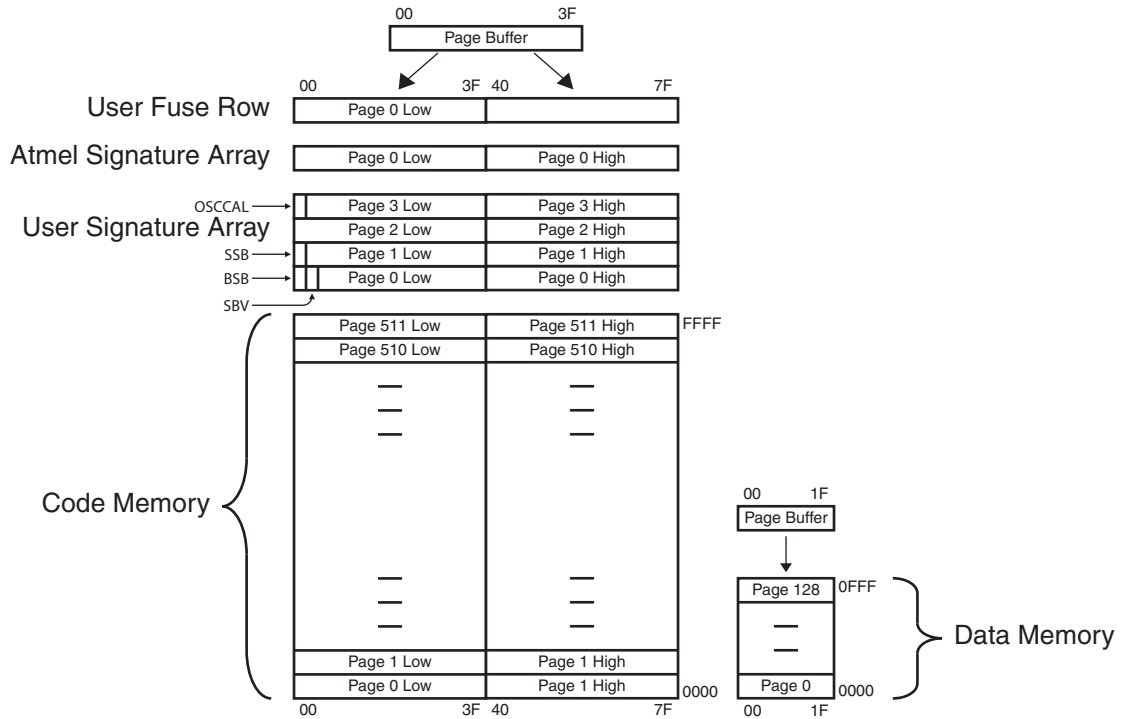 00 3F
Page Buffer
00 3F 40 7F
User Fuse Row Page 0 Low
Atmel Signature Array Page 0 Low Page 0 High
OSCCAL Page 3 Low Page 3 High
User Signature Array Page 2 Low Page 2 High
SSB Page 1 Low Page 1 High
BSB Page 0 Low Page 0 High
SBV
Page 511 Low Page 511 High FFFF
Page 510 Low Page 510 High
Code Memory
00 1F
Page Buffer
Page 128 0FFF
Data Memory
Page 1 Low Page 1 High
Page 0 Low Page 1 High 0000
Page 0 0000
00 3F 40 7F
00 1F